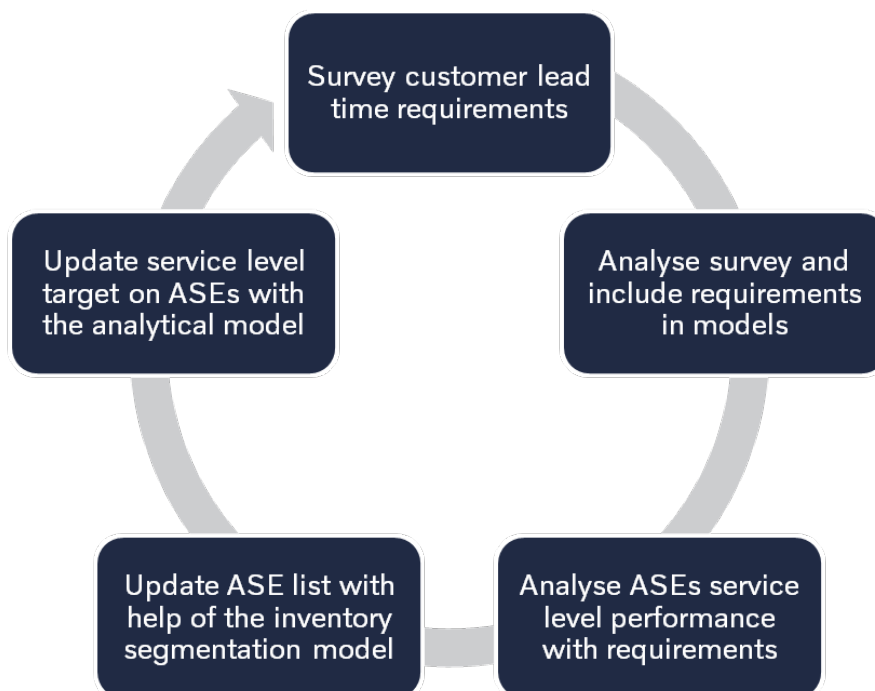 Survey customer lead
time requirements
Analyse survey and
include requirements
in models
Analyse ASEs service
level performance
with requirements
Update ASE list with
help of the inventory
segmentation model
Update service level
target on ASEs with
the analytical model